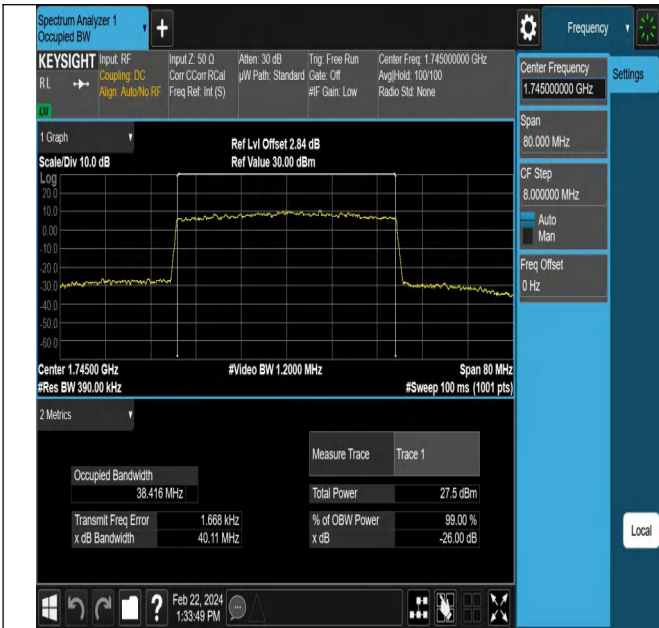 Spectrum Analyzer 1
Occupied BW
Frequency
KEYSIGHT
RL
Input: RF
Coupling: DC
Align: Auto/No RF
Input Z: 50 Ω
Corr CCorr RCal
Freq Ref: Int (S)
Atten: 30 dB
µW Path: Standard
Trig: Free Run
Gate: Off
#IF Gain: Low
Center Freq: 1.745000000 GHz
Avg|Hold: 100/100
Radio Std: None
Center Frequency
1.745000000 GHz
Settings
Span
80.000 MHz
CF Step
8.000000 MHz
Auto
Man
Freq Offset
0 Hz
1 Graph
Scale/Div 10.0 dB
Ref Lvl Offset 2.84 dB
Ref Value 30.00 dBm
Log
20.0
10.0
0.00
-10.0
-20.0
-30.0
-40.0
-50.0
-60.0
Center 1.74500 GHz
#Video BW 1.2000 MHz
Span 80 MHz
#Res BW 390.00 kHz
#Sweep 100 ms (1001 pts)
2 Metrics
Measure Trace
Trace 1
Occupied Bandwidth
38.416 MHz
Total Power
27.5 dBm
Transmit Freq Error
1.668 kHz
% of OBW Power
99.00 %
x dB Bandwidth
40.11 MHz
x dB
-26.00 dB
Local
?
Feb 22, 2024
1:33:49 PM